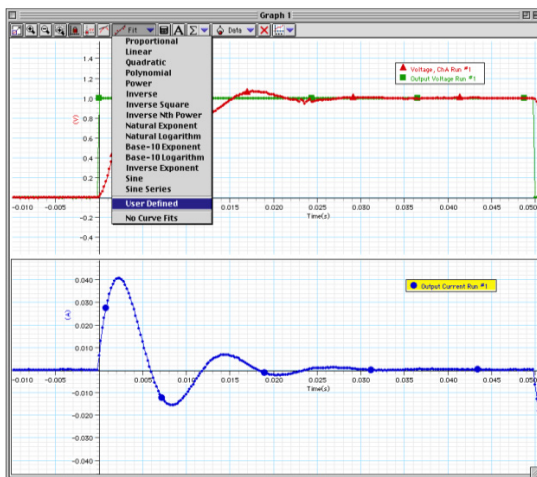 Graph 1
Fit
Data
Proportional
Linear
Quadratic
Polynomial
Power
Inverse
Inverse Square
Inverse Nth Power
Natural Exponent
Natural Logarithm
Base-10 Exponent
Base-10 Logarithm
Inverse Exponent
Sine
Sine Series
User Defined
No Curve Fits
Voltage, ChA Run #1
Output Voltage Run #1
(V)
1.4
1.2
1.0
0.8
0.6
0.4
0.2
0.0
-0.2
-0.4
-0.010 -0.005 0.015 0.020 0.025 0.030 0.035 0.040 0.045 0.050
Time(s)
Output Current Run #1
(A)
0.040
0.030
0.020
0.010
0.000
-0.010
-0.020
-0.030
-0.040
-0.010 -0.005 0.005 0.010 0.015 0.020 0.025 0.030 0.035 0.040 0.045 0.050
Time(s)